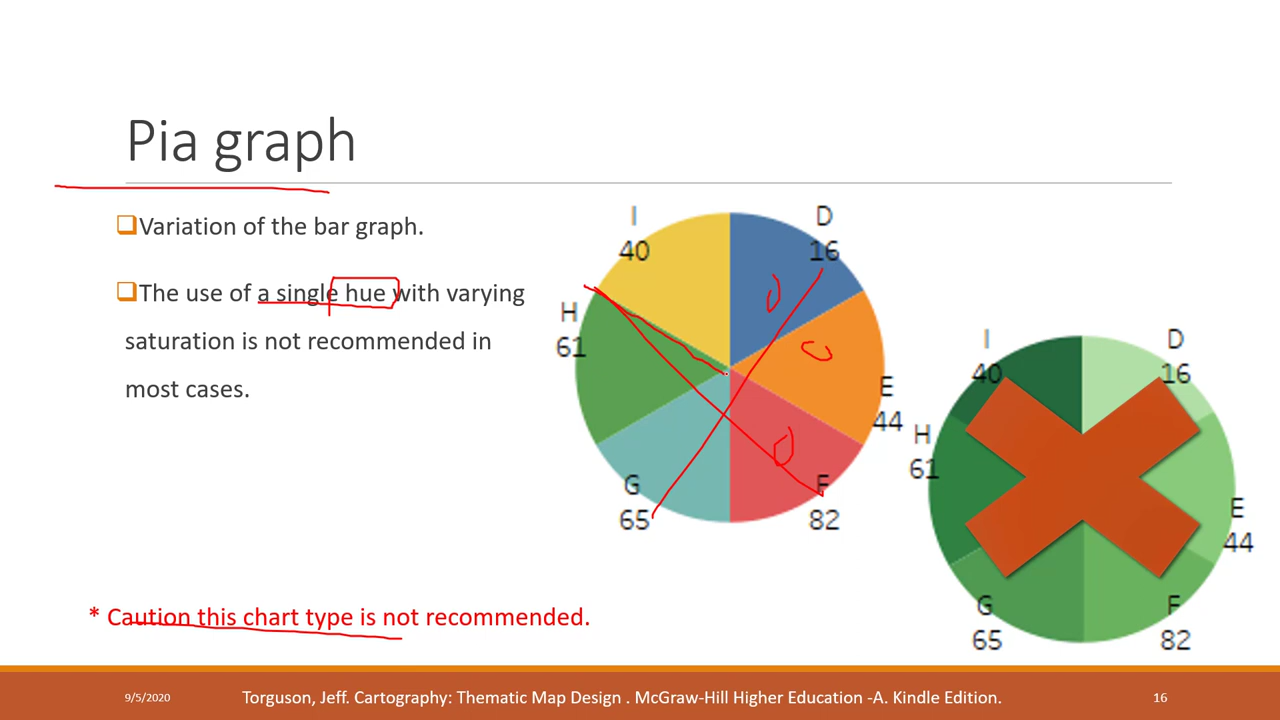 Pia graph
Variation of the bar graph.
The use of a single hue with varying
saturation is not recommended in
most cases.
* Caution this chart type is not recommended.
I
40
D
16
H
61
E
44
G
65
F
82
I
40
D
16
H
61
E
44
G
65
F
82
9/5/2020
Torguson, Jeff. Cartography: Thematic Map Design . McGraw-Hill Higher Education -A. Kindle Edition.
16